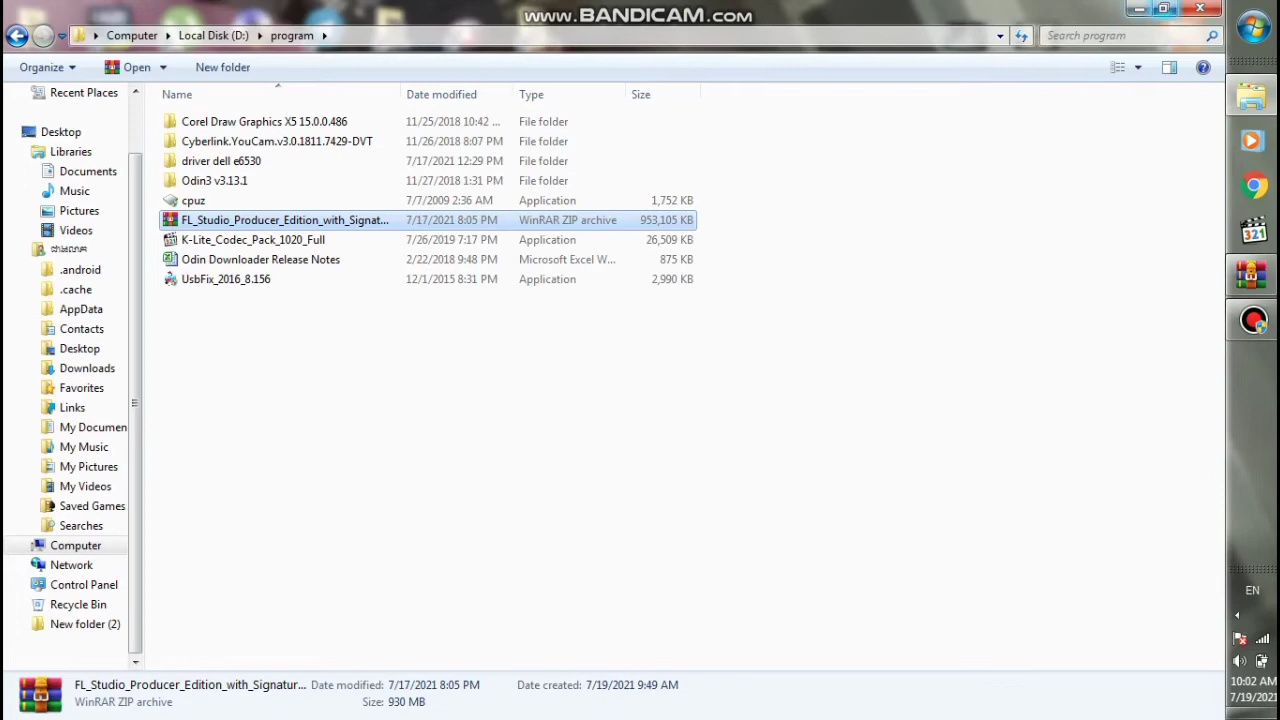 www.BANDICAM.com
Computer Local Disk (D:) program
Search program
Organize Open New folder
Recent Places
Desktop
Libraries
Documents
Music
Pictures
Videos
.android
.cache
AppData
Contacts
Desktop
Downloads
Favorites
Links
My Documen
My Music
My Pictures
My Videos
Saved Games
Searches
Computer
Network
Control Panel
Recycle Bin
New folder (2)
Name Date modified Type Size
Corel Draw Graphics X5 15.0.0.486 11/25/2018 10:42 ... File folder
Cyberlink.YouCam.v3.0.1811.7429-DVT 11/26/2018 8:07 PM File folder
driver dell e6530 7/17/2021 12:29 PM File folder
Odin3 v3.13.1 11/27/2018 1:31 PM File folder
cpuz 7/7/2009 2:36 AM Application 1,752 KB
FL_Studio_Producer_Edition_with_Signat... 7/17/2021 8:05 PM WinRAR ZIP archive 953,105 KB
K-Lite_Codec_Pack_1020_Full 7/26/2019 7:17 PM Application 26,509 KB
Odin Downloader Release Notes 2/22/2018 9:48 PM Microsoft Excel W... 875 KB
UsbFix_2016_8.156 12/1/2015 8:31 PM Application 2,990 KB
FL_Studio_Producer_Edition_with_Signatur... Date modified: 7/17/2021 8:05 PM Date created: 7/19/2021 9:49 AM
WinRAR ZIP archive Size: 930 MB
321
EN
10:02 AM
7/19/2021